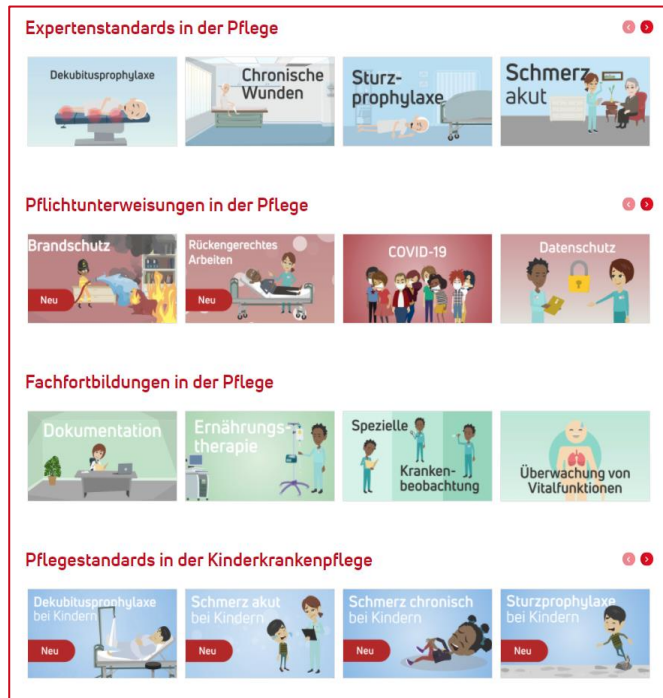 Expertenstandards in der Pflege
Dekubitusprophylaxe
Chronische
Wunden
Sturz-
prophylaxe
Schmerz
akut
Pflichtunterweisungen in der Pflege
Brandschutz
Neu
Rückengerechtes
Arbeiten
Neu
COVID-19
Datenschutz
Fachfortbildungen in der Pflege
Dokumentation
Ernährungs-
therapie
Spezielle
Kranken-
beobachtung
Überwachung von
Vitalfunktionen
Pflegestandards in der Kinderkrankenpflege
Dekubitusprophylaxe
bei Kindern
Neu
Schmerz akut
bei Kindern
Neu
Schmerz chronisch
bei Kindern
Neu
Sturzprophylaxe
bei Kindern
Neu